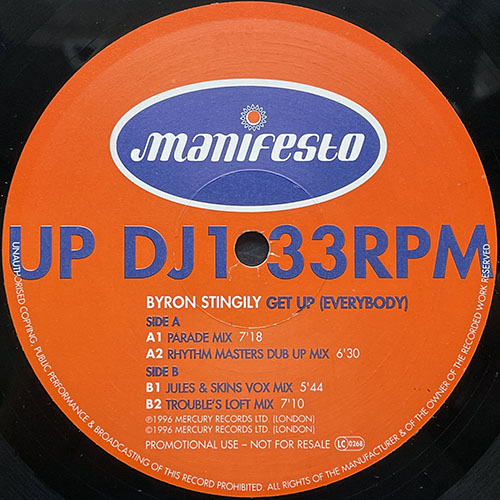 manifesto
UP DJ1 33RPM
BYRON STINGILY GET UP (EVERYBODY)
SIDE A
A1 PARADE MIX 7'18
A2 RHYTHM MASTERS DUB UP MIX 6'30
SIDE B
B1 JULES & SKINS VOX MIX 5'44
B2 TROUBLE'S LOFT MIX 7'10
℗1996 MERCURY RECORDS LTD. (LONDON)
©1996 MERCURY RECORDS LTD. (LONDON)
PROMOTIONAL USE – NOT FOR RESALE LC 0268
UNAUTHORISED COPYING, PUBLIC PERFORMANCE & BROADCASTING OF THIS RECORD PROHIBITED. ALL RIGHTS OF THE MANUFACTURER & OF THE OWNER OF THE RECORDED WORK RESERVED